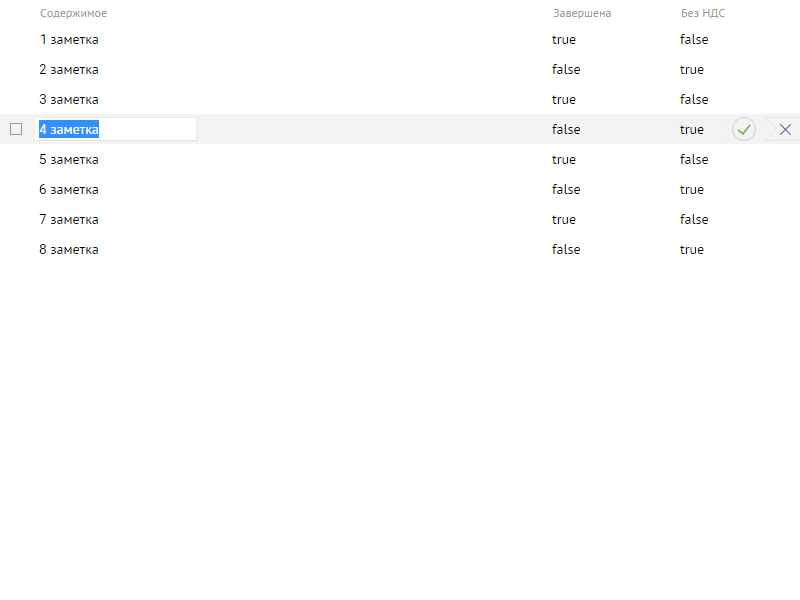 Содержимое Завершена Без НДС
1 заметка true false
2 заметка false true
3 заметка true false
4 заметка false true
5 заметка true false
6 заметка false true
7 заметка true false
8 заметка false true